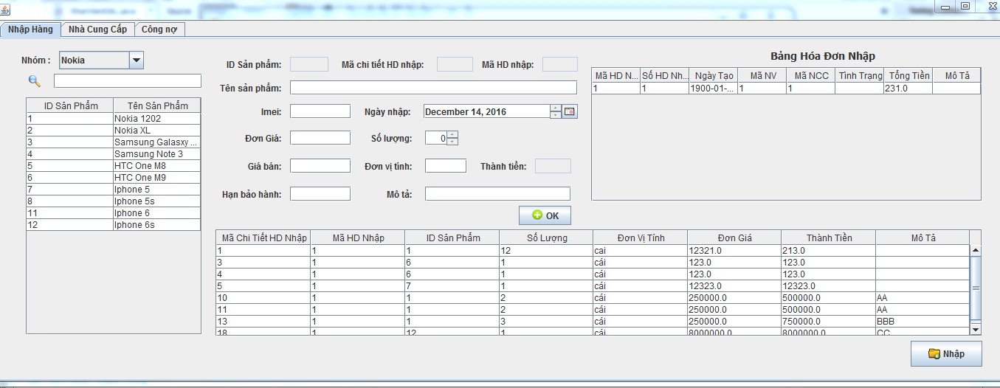 Nhập Hàng Nhà Cung Cấp Công nợ
Nhóm : Nokia
ID Sản Phẩm Tên Sản Phẩm
1 Nokia 1202
2 Nokia XL
3 Samsung Galasxy ...
4 Samsung Note 3
5 HTC One M8
6 HTC One M9
7 Iphone 5
8 Iphone 5s
11 Iphone 6
12 Iphone 6s
ID Sản phẩm: Mã chi tiết HD nhập: Mã HD nhập:
Tên sản phẩm:
Imei: Ngày nhập: December 14, 2016
Đơn Giá: Số lượng: 0
Giá bán: Đơn vị tính: Thành tiền:
Hạn bảo hành: Mô tả:
OK
Bảng Hóa Đơn Nhập
Mã HD N... Số HD Nh... Ngày Tạo Mã NV Mã NCC Tình Trạng Tổng Tiền Mô Tả
1 1 1900-01-... 1 1 231.0
Mã Chi Tiết HD Nhập Mã HD Nhập ID Sản Phẩm Số Lượng Đơn Vị Tính Đơn Giá Thành Tiền Mô Tả
1 1 1 12 cai 12321.0 213.0
3 1 6 1 cái 123.0 123.0
4 1 6 1 cái 123.0 123.0
5 1 7 1 cái 12323.0 12323.0
10 1 1 2 cái 250000.0 500000.0 AA
11 1 1 2 cái 250000.0 500000.0 AA
13 1 1 3 cái 250000.0 750000.0 BBB
18 1 12 1 cái 8000000.0 8000000.0 CC
Nhập